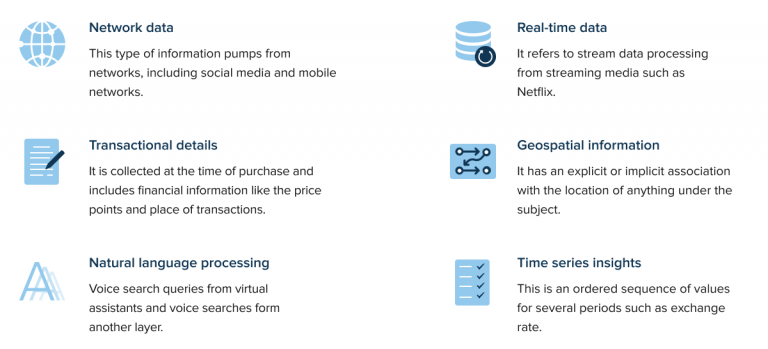 Network data
This type of information pumps from
networks, including social media and mobile
networks.
Real-time data
It refers to stream data processing
from streaming media such as
Netflix.
Transactional details
It is collected at the time of purchase and
includes financial information like the price
points and place of transactions.
Geospatial information
It has an explicit or implicit association
with the location of anything under the
subject.
Natural language processing
Voice search queries from virtual
assistants and voice searches form
another layer.
Time series insights
This is an ordered sequence of values
for several periods such as exchange
rate.